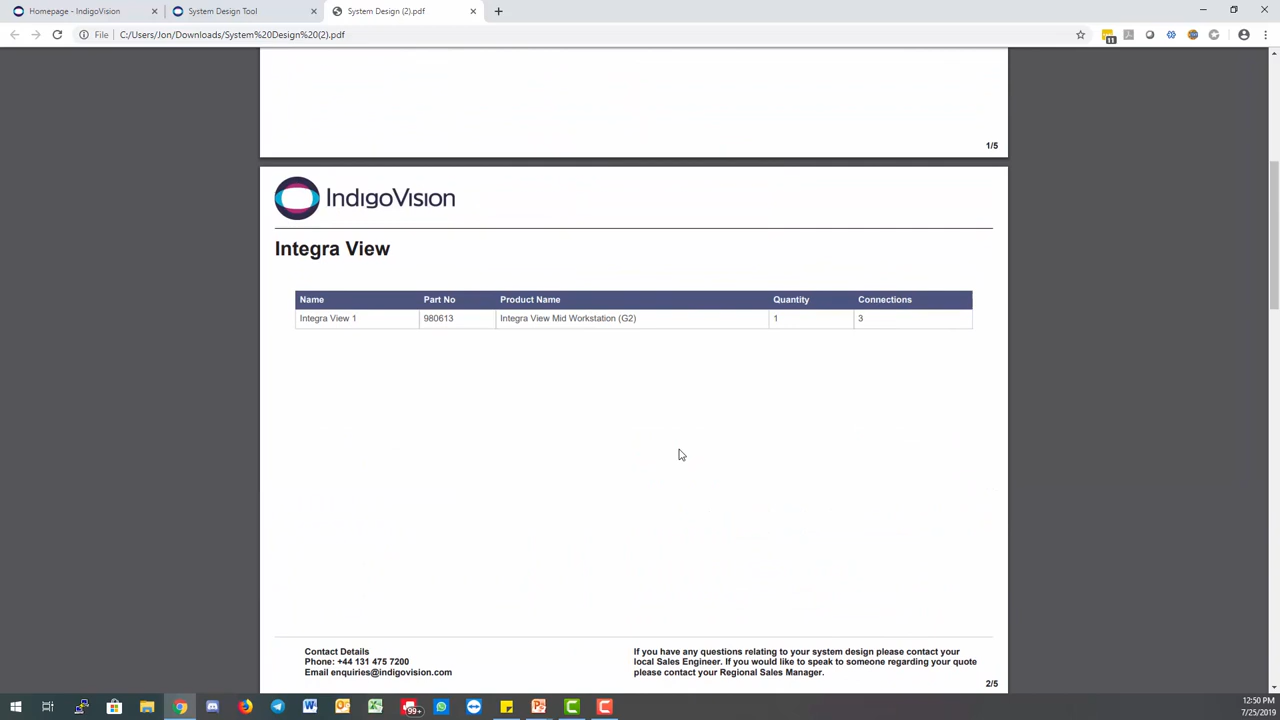 Homepage - IndigoVision
System Design Tool
System Design (2).pdf
File C:/Users/Jon/Downloads/System%20Design%20(2).pdf
11
1/5
IndigoVision
Integra View
Name Part No Product Name Quantity Connections
Integra View 1 980613 Integra View Mid Workstation (G2) 1 3
Contact Details
Phone: +44 131 475 7200
Email enquiries@indigovision.com
If you have any questions relating to your system design please contact your
local Sales Engineer. If you would like to speak to someone regarding your quote
please contact your Regional Sales Manager.
2/5
99+
12:50 PM
7/25/2019